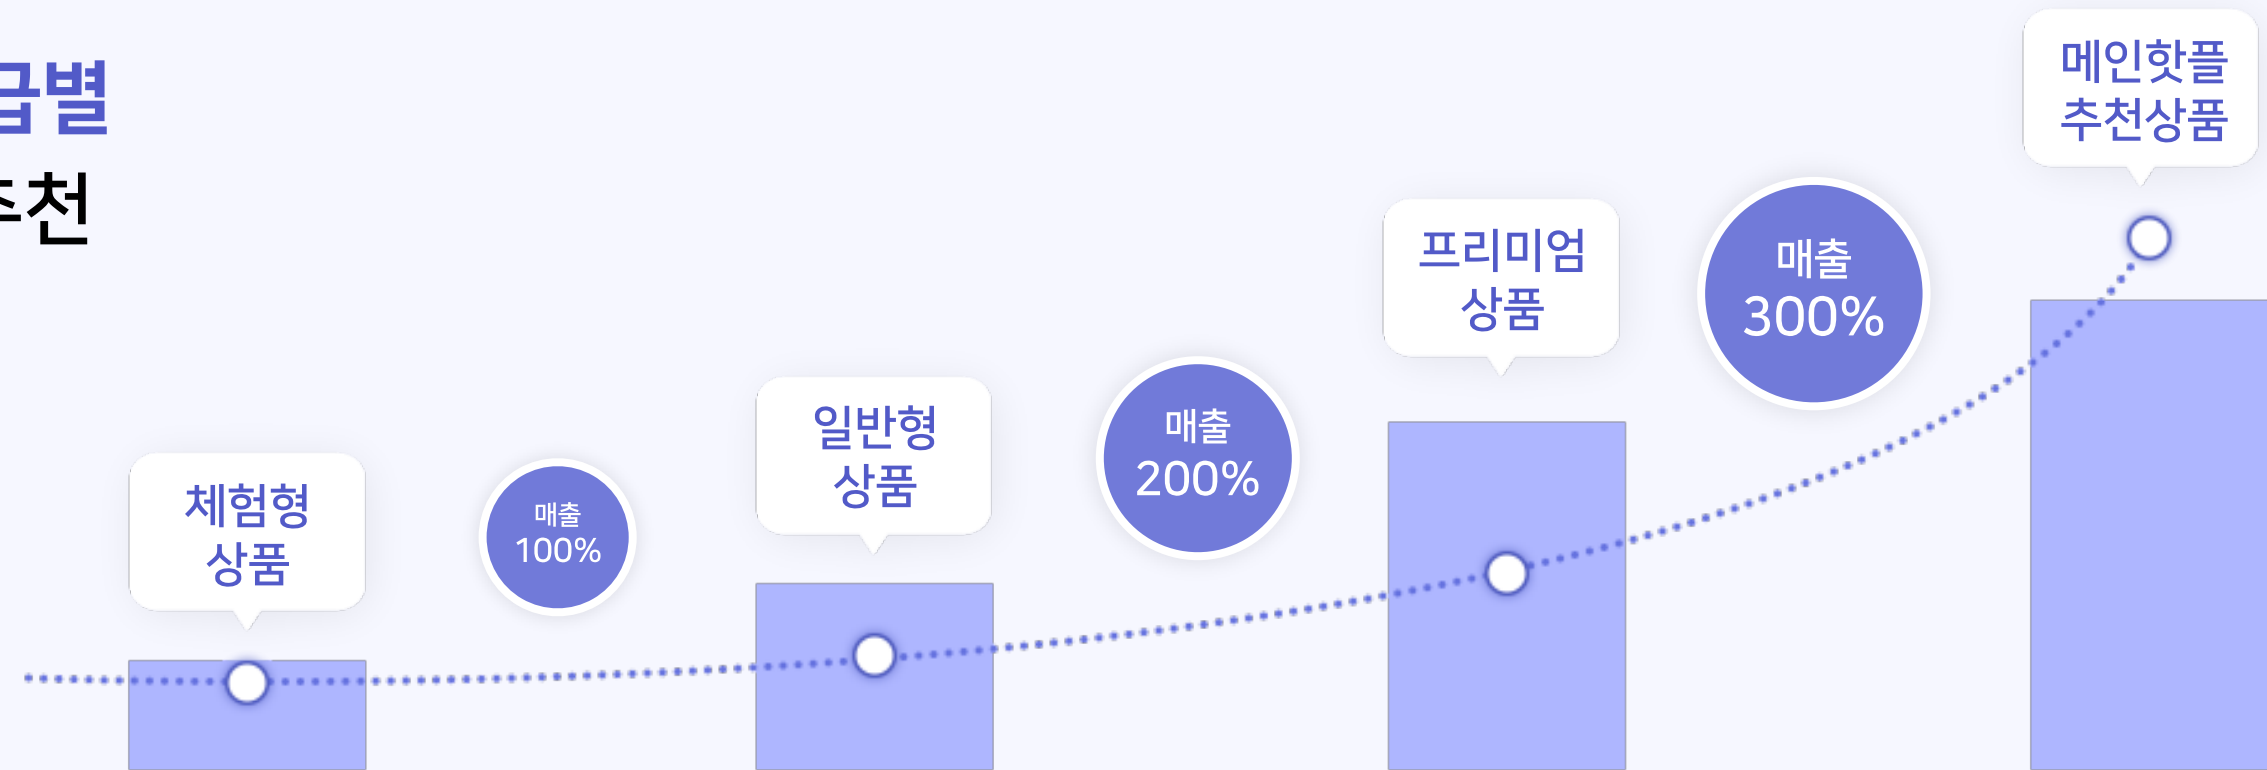 급별
추천
체험형
상품
매출
100%
일반형
상품
매출
200%
프리미엄
상품
매출
300%
메인핫플
추천상품